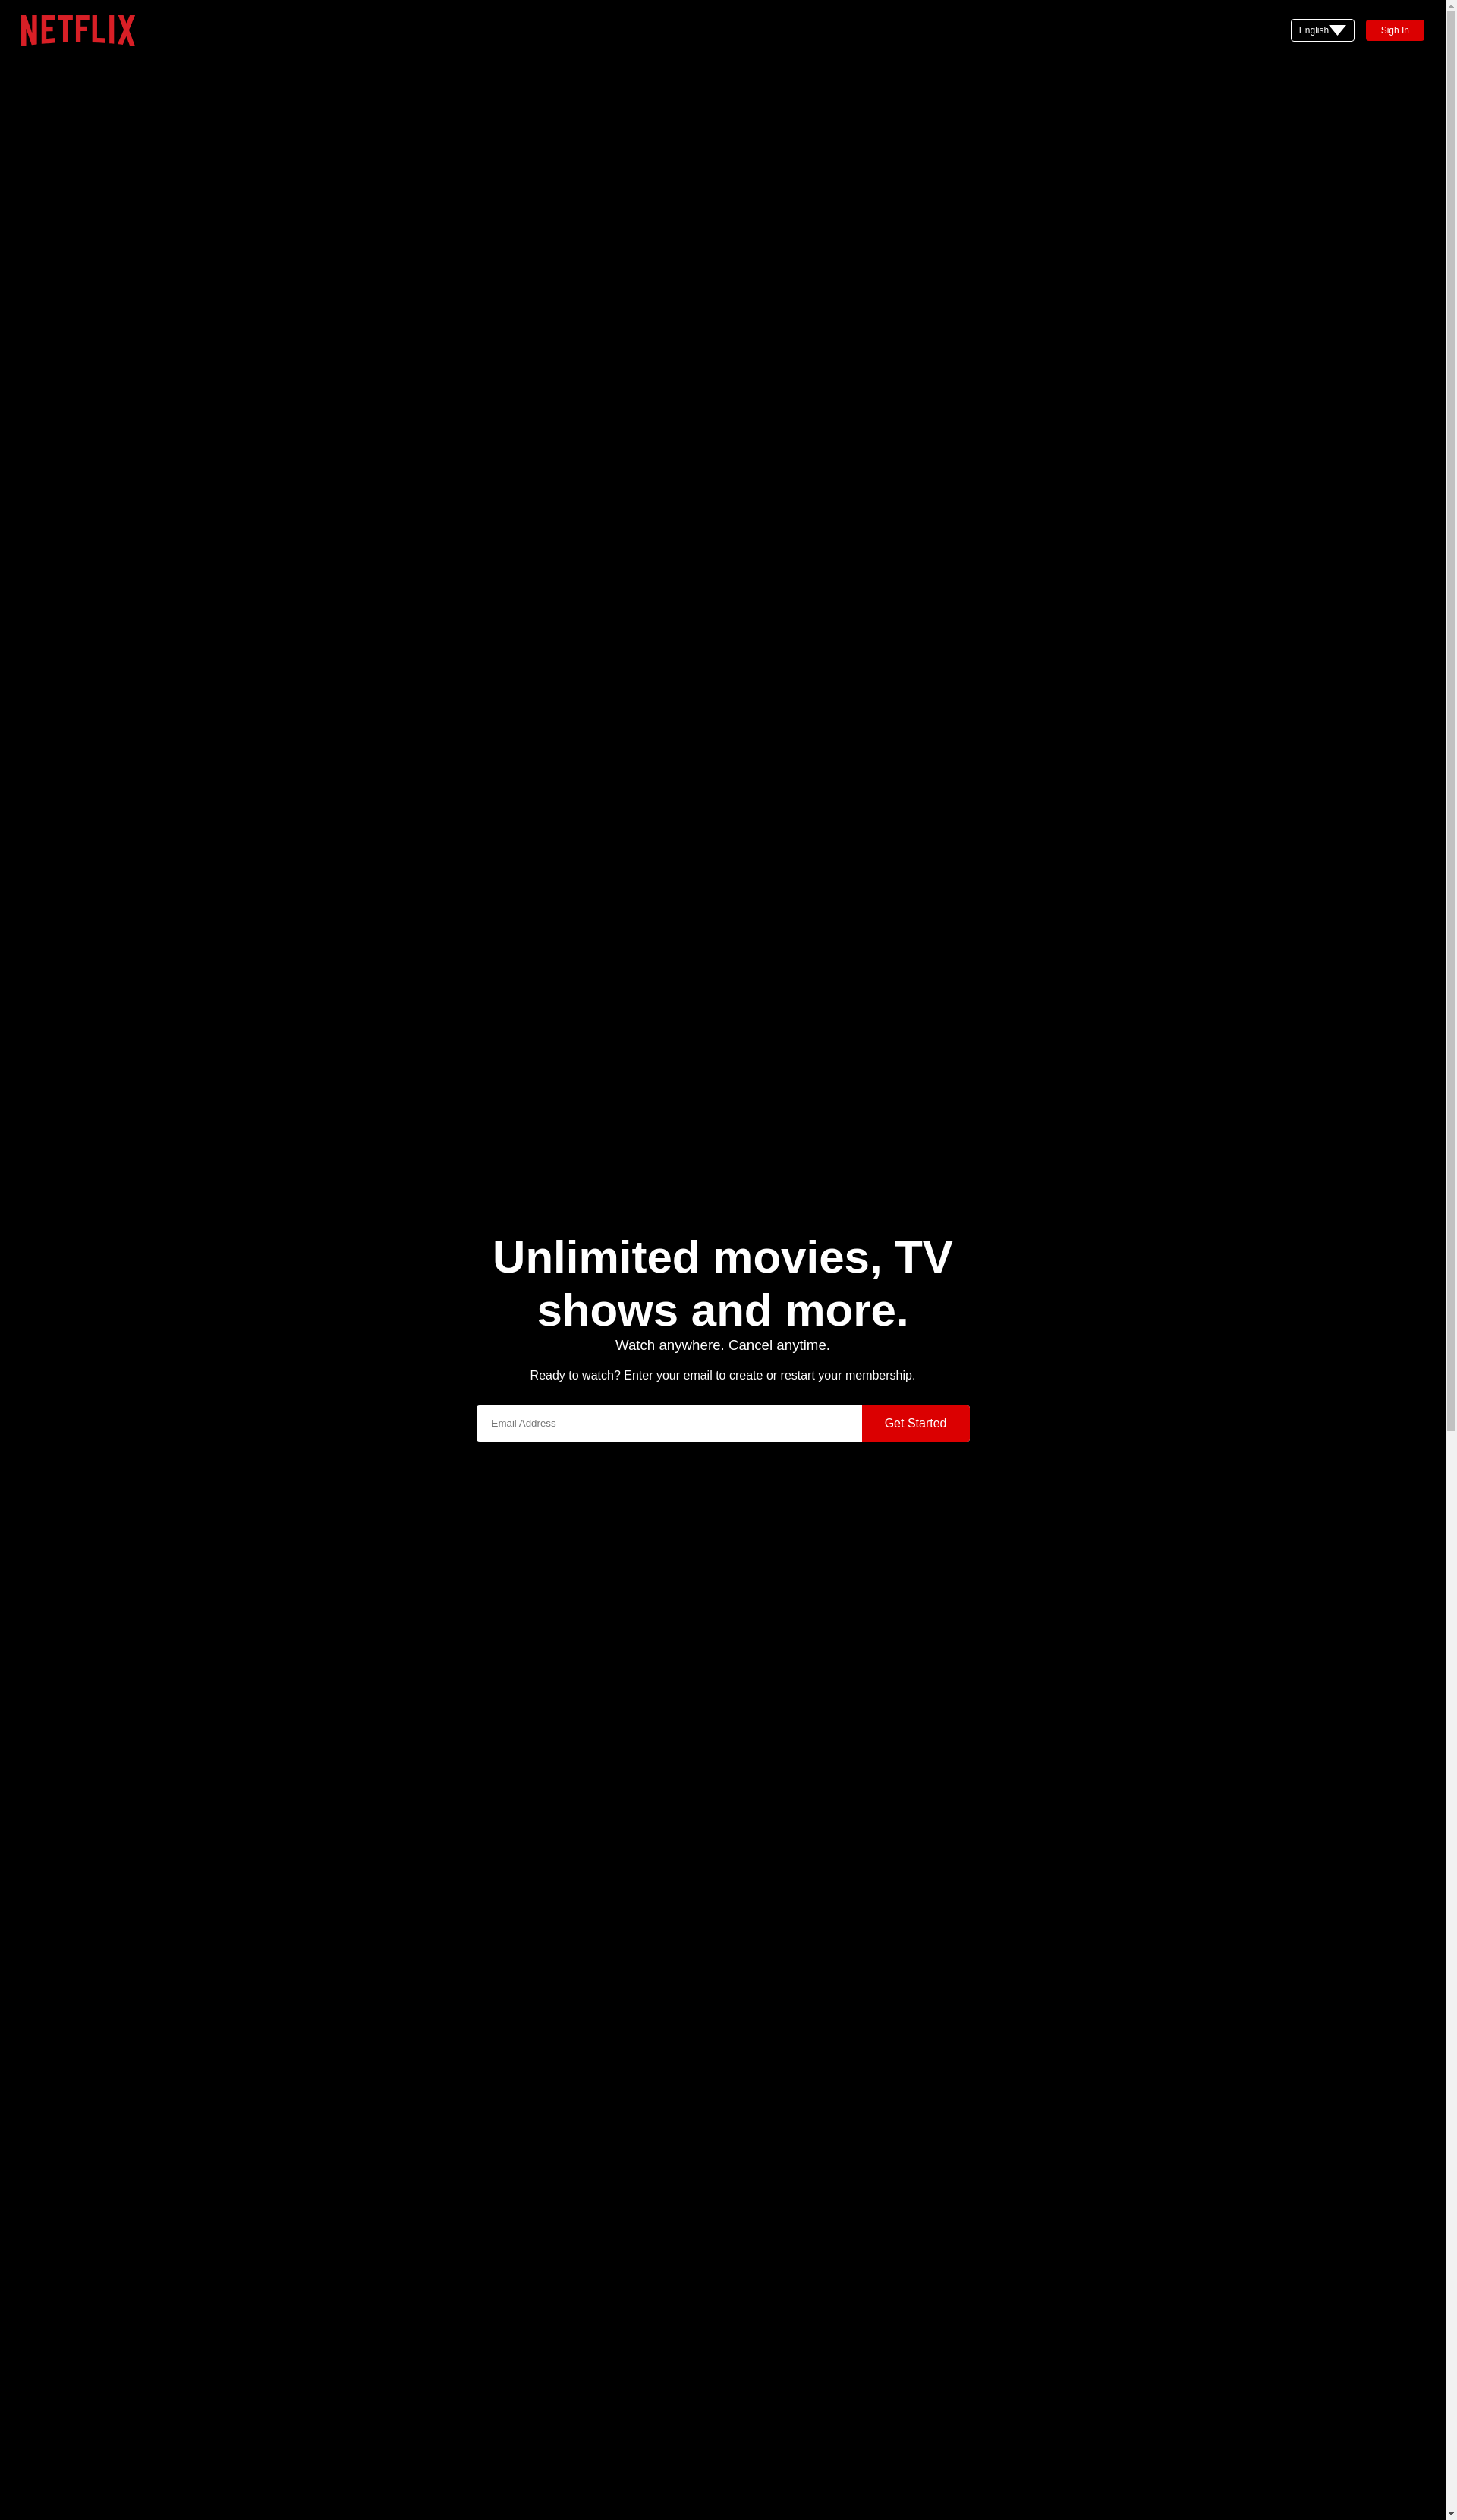 NETFLIX
English
Sigh In
Unlimited movies, TV
shows and more.
Watch anywhere. Cancel anytime.
Ready to watch? Enter your email to create or restart your membership.
Email Address
Get Started